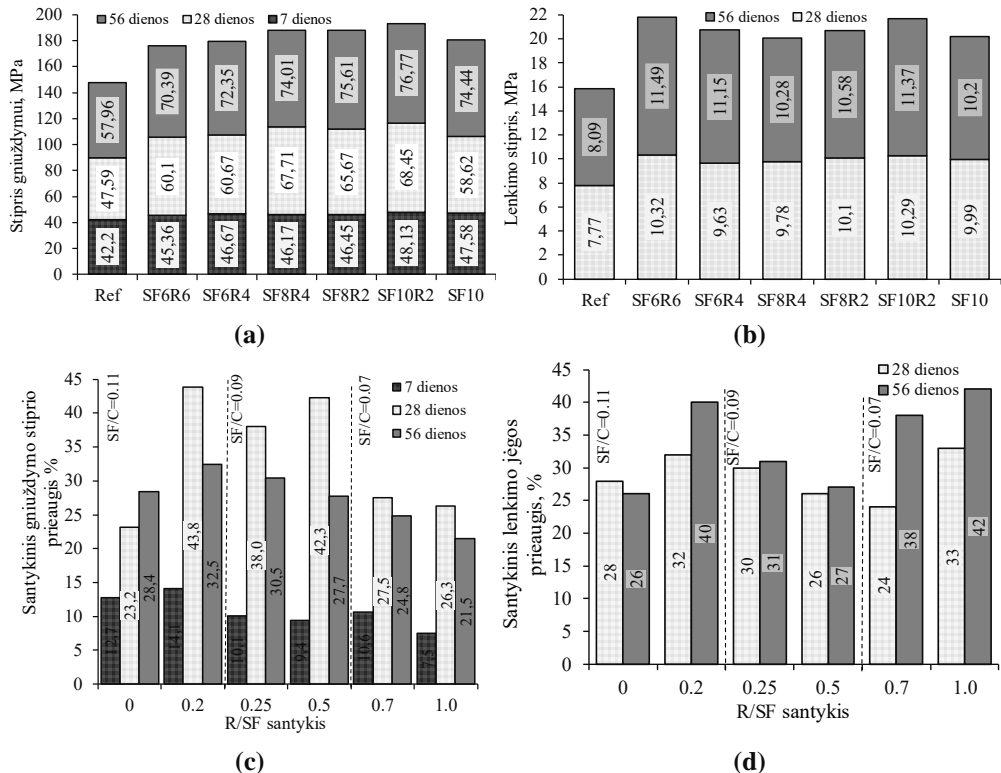 56 dienos 28 dienos 7 dienos
Stipris gniuždymui, MPa
200
180
160
140
120
100
80
60
40
20
0
57,96 70,39 72,35 74,01 75,61 76,77 74,44
47,59 60,1 60,67 67,71 65,67 68,45 58,62
42,2 45,36 46,67 46,17 46,45 48,13 47,58
Ref SF6R6 SF6R4 SF8R4 SF8R2 SF10R2 SF10
(a)
56 dienos 28 dienos
Lenkimo stipris, MPa
22
20
18
16
14
12
10
8
6
4
2
0
8,09 11,49 11,15 10,28 10,58 11,37 10,2
7,77 10,32 9,63 9,78 10,1 10,29 9,99
Ref SF6R6 SF6R4 SF8R4 SF8R2 SF10R2 SF10
(b)
Santykinis gniuždymo stiprio
prieaugis %
45
40
35
30
25
20
15
10
5
0
SF/C=0.11 SF/C=0.09 SF/C=0.07
7 dienos
28 dienos
56 dienos
12,7 23,2 28,4 14,1 43,8 32,5 10,1 38,0 30,5 9,4 42,3 27,7 10,6 27,5 24,8 7,5 26,3 21,5
0 0.2 0.25 0.5 0.7 1.0
R/SF santykis
(c)
Santykinis lenkimo jėgos
prieaugis, %
45
40
35
30
25
20
15
10
5
0
SF/C=0.11 SF/C=0.09 SF/C=0.07
28 dienos
56 dienos
28 26 32 40 30 31 26 27 24 38 33 42
0 0.2 0.25 0.5 0.7 1.0
R/SF santykis
(d)